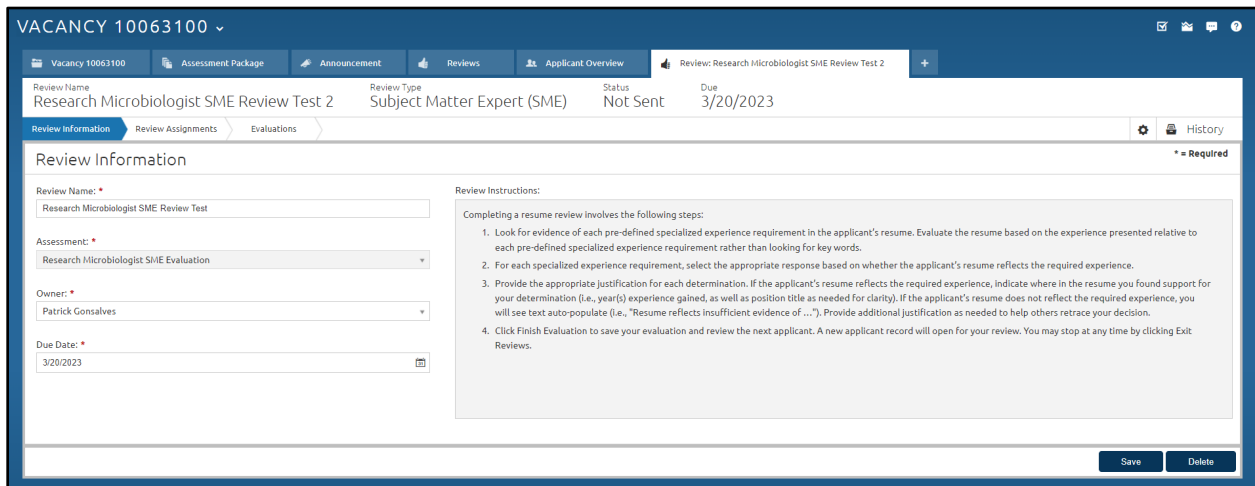 VACANCY 10063100
Vacancy 10063100
Assessment Package
Announcement
Reviews
Applicant Overview
Review: Research Microbiologist SME Review Test 2
+
Review Name
Research Microbiologist SME Review Test 2
Review Type
Subject Matter Expert (SME)
Status
Not Sent
Due
3/20/2023
Review Information
Review Assignments
Evaluations
History
Review Information
* = Required
Review Name: *
Research Microbiologist SME Review Test
Assessment: *
Research Microbiologist SME Evaluation
Owner: *
Patrick Gonsalves
Due Date: *
3/20/2023
Review Instructions:
Completing a resume review involves the following steps:
1. Look for evidence of each pre-defined specialized experience requirement in the applicant's resume. Evaluate the resume based on the experience presented relative to
each pre-defined specialized experience requirement rather than looking for key words.
2. For each specialized experience requirement, select the appropriate response based on whether the applicant's resume reflects the required experience.
3. Provide the appropriate justification for each determination. If the applicant's resume reflects the required experience, indicate where in the resume you found support for
your determination (i.e., year(s) experience gained, as well as position title as needed for clarity). If the applicant's resume does not reflect the required experience, you
will see text auto-populate (i.e., "Resume reflects insufficient evidence of ..."). Provide additional justification as needed to help others retrace your decision.
4. Click Finish Evaluation to save your evaluation and review the next applicant. A new applicant record will open for your review. You may stop at any time by clicking Exit
Reviews.
Save
Delete